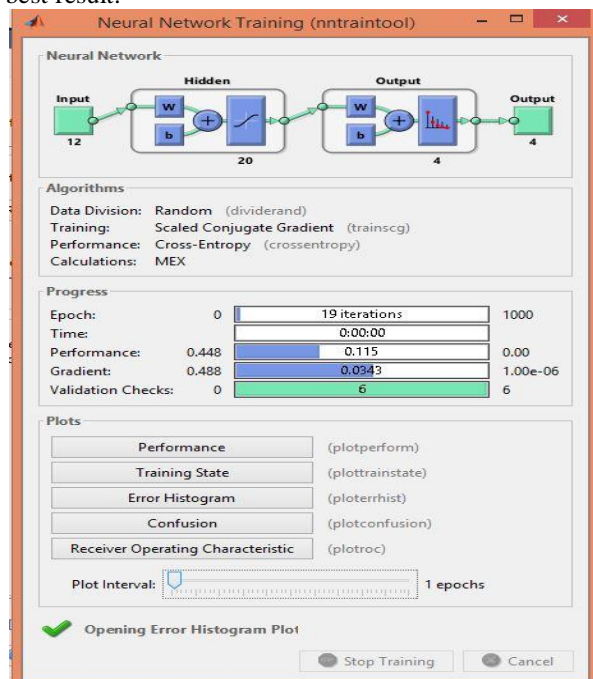 best result.
Neural Network Training (nntraintool)
Neural Network
Hidden
Output
Input
W
b
+
W
b
+
Output
12
20
4
4
Algorithms
Data Division: Random (dividerand)
Training: Scaled Conjugate Gradient (trainscg)
Performance: Cross-Entropy (crossentropy)
Calculations: MEX
Progress
Epoch: 0 19 iterations 1000
Time: 0:00:00
Performance: 0.448 0.115 0.00
Gradient: 0.488 0.0343 1.00e-06
Validation Checks: 0 6 6
Plots
Performance (plotperform)
Training State (plottrainstate)
Error Histogram (ploterrhist)
Confusion (plotconfusion)
Receiver Operating Characteristic (plotroc)
Plot Interval: 1 epochs
Opening Error Histogram Plot
Stop Training Cancel